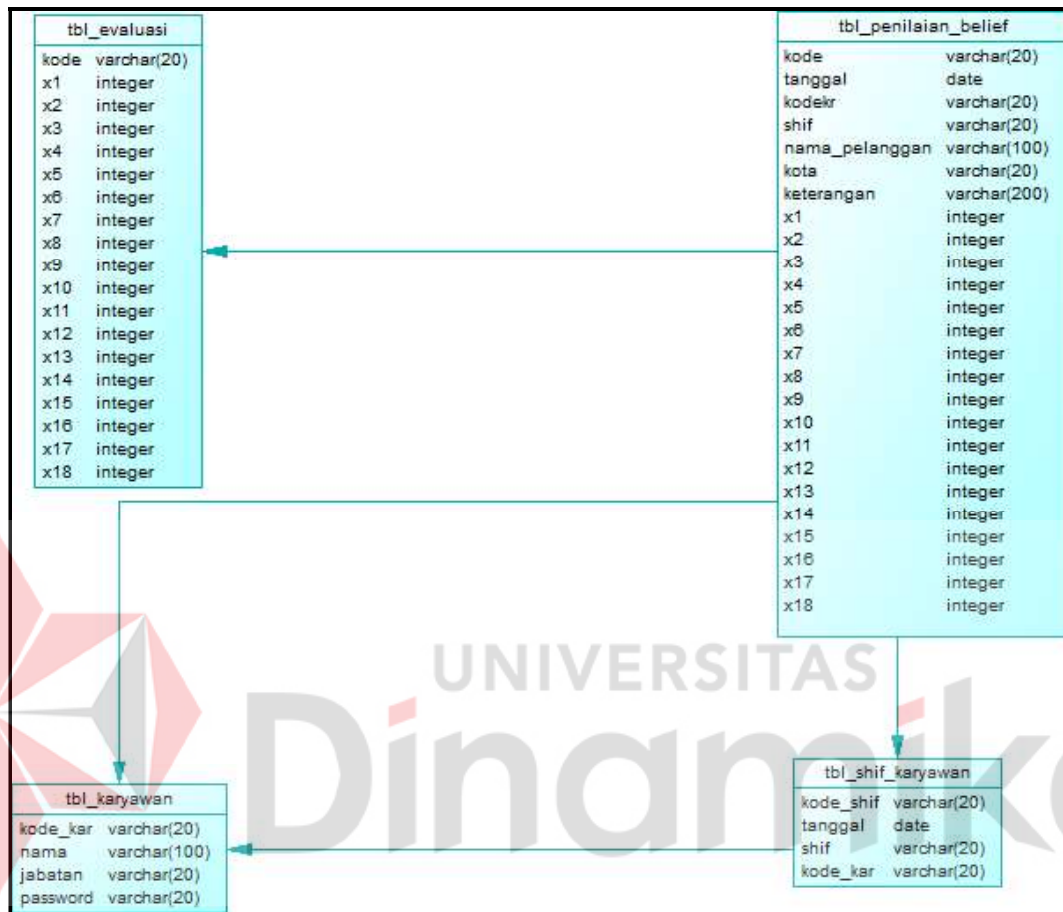 tbl_evaluasi
kode varchar(20)
x1 integer
x2 integer
x3 integer
x4 integer
x5 integer
x6 integer
x7 integer
x8 integer
x9 integer
x10 integer
x11 integer
x12 integer
x13 integer
x14 integer
x15 integer
x16 integer
x17 integer
x18 integer
tbl_penilaian_belief
kode varchar(20)
tanggal date
kodekr varchar(20)
shif varchar(20)
nama_pelanggan varchar(100)
kota varchar(20)
keterangan varchar(200)
x1 integer
x2 integer
x3 integer
x4 integer
x5 integer
x6 integer
x7 integer
x8 integer
x9 integer
x10 integer
x11 integer
x12 integer
x13 integer
x14 integer
x15 integer
x16 integer
x17 integer
x18 integer
UNIVERSITAS
Dinamika
tbl_karyawan
kode_kar varchar(20)
nama varchar(100)
jabatan varchar(20)
password varchar(20)
tbl_shif_karyawan
kode_shif varchar(20)
tanggal date
shif varchar(20)
kode_kar varchar(20)